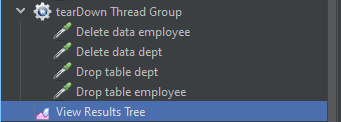 tearDown Thread Group
Delete data employee
Delete data dept
Drop table dept
Drop table employee
View Results Tree